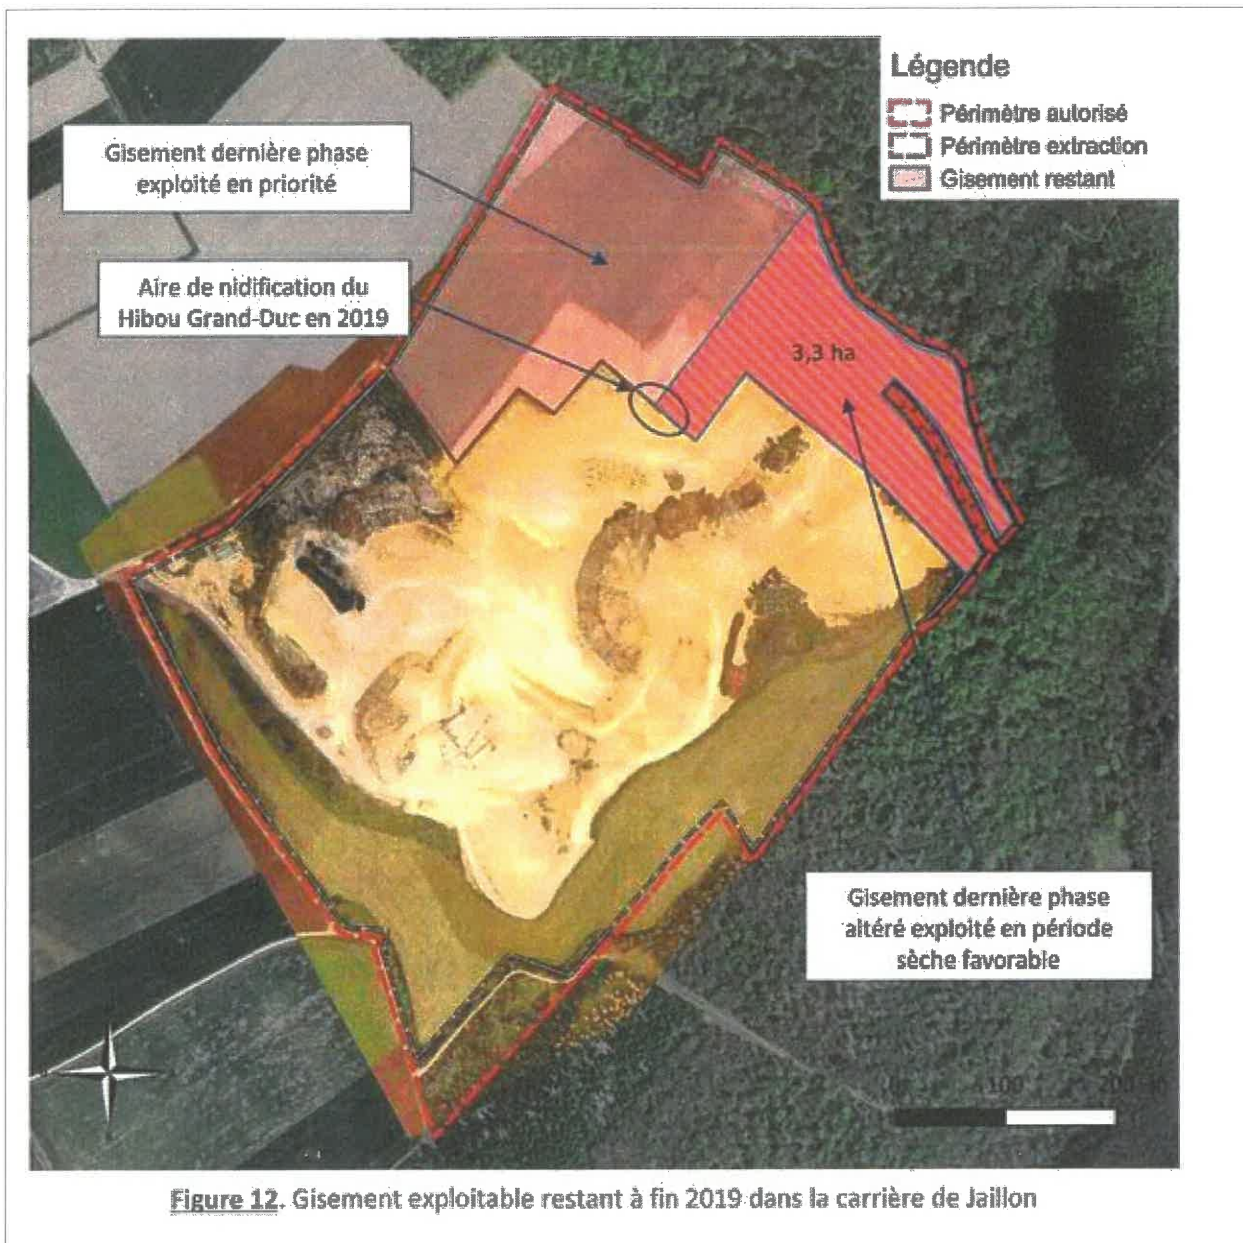 Légende
Périmètre autorisé
Périmètre extraction
Gisement restant
Gisement dernière phase
exploité en priorité
Aire de nidification du
Hibou Grand-Duc en 2019
3,3 ha
Gisement dernière phase
altéré exploité en période
sèche favorable
100
Figure 12. Gisement exploitable restant à fin 2019 dans la carrière de Jaillon